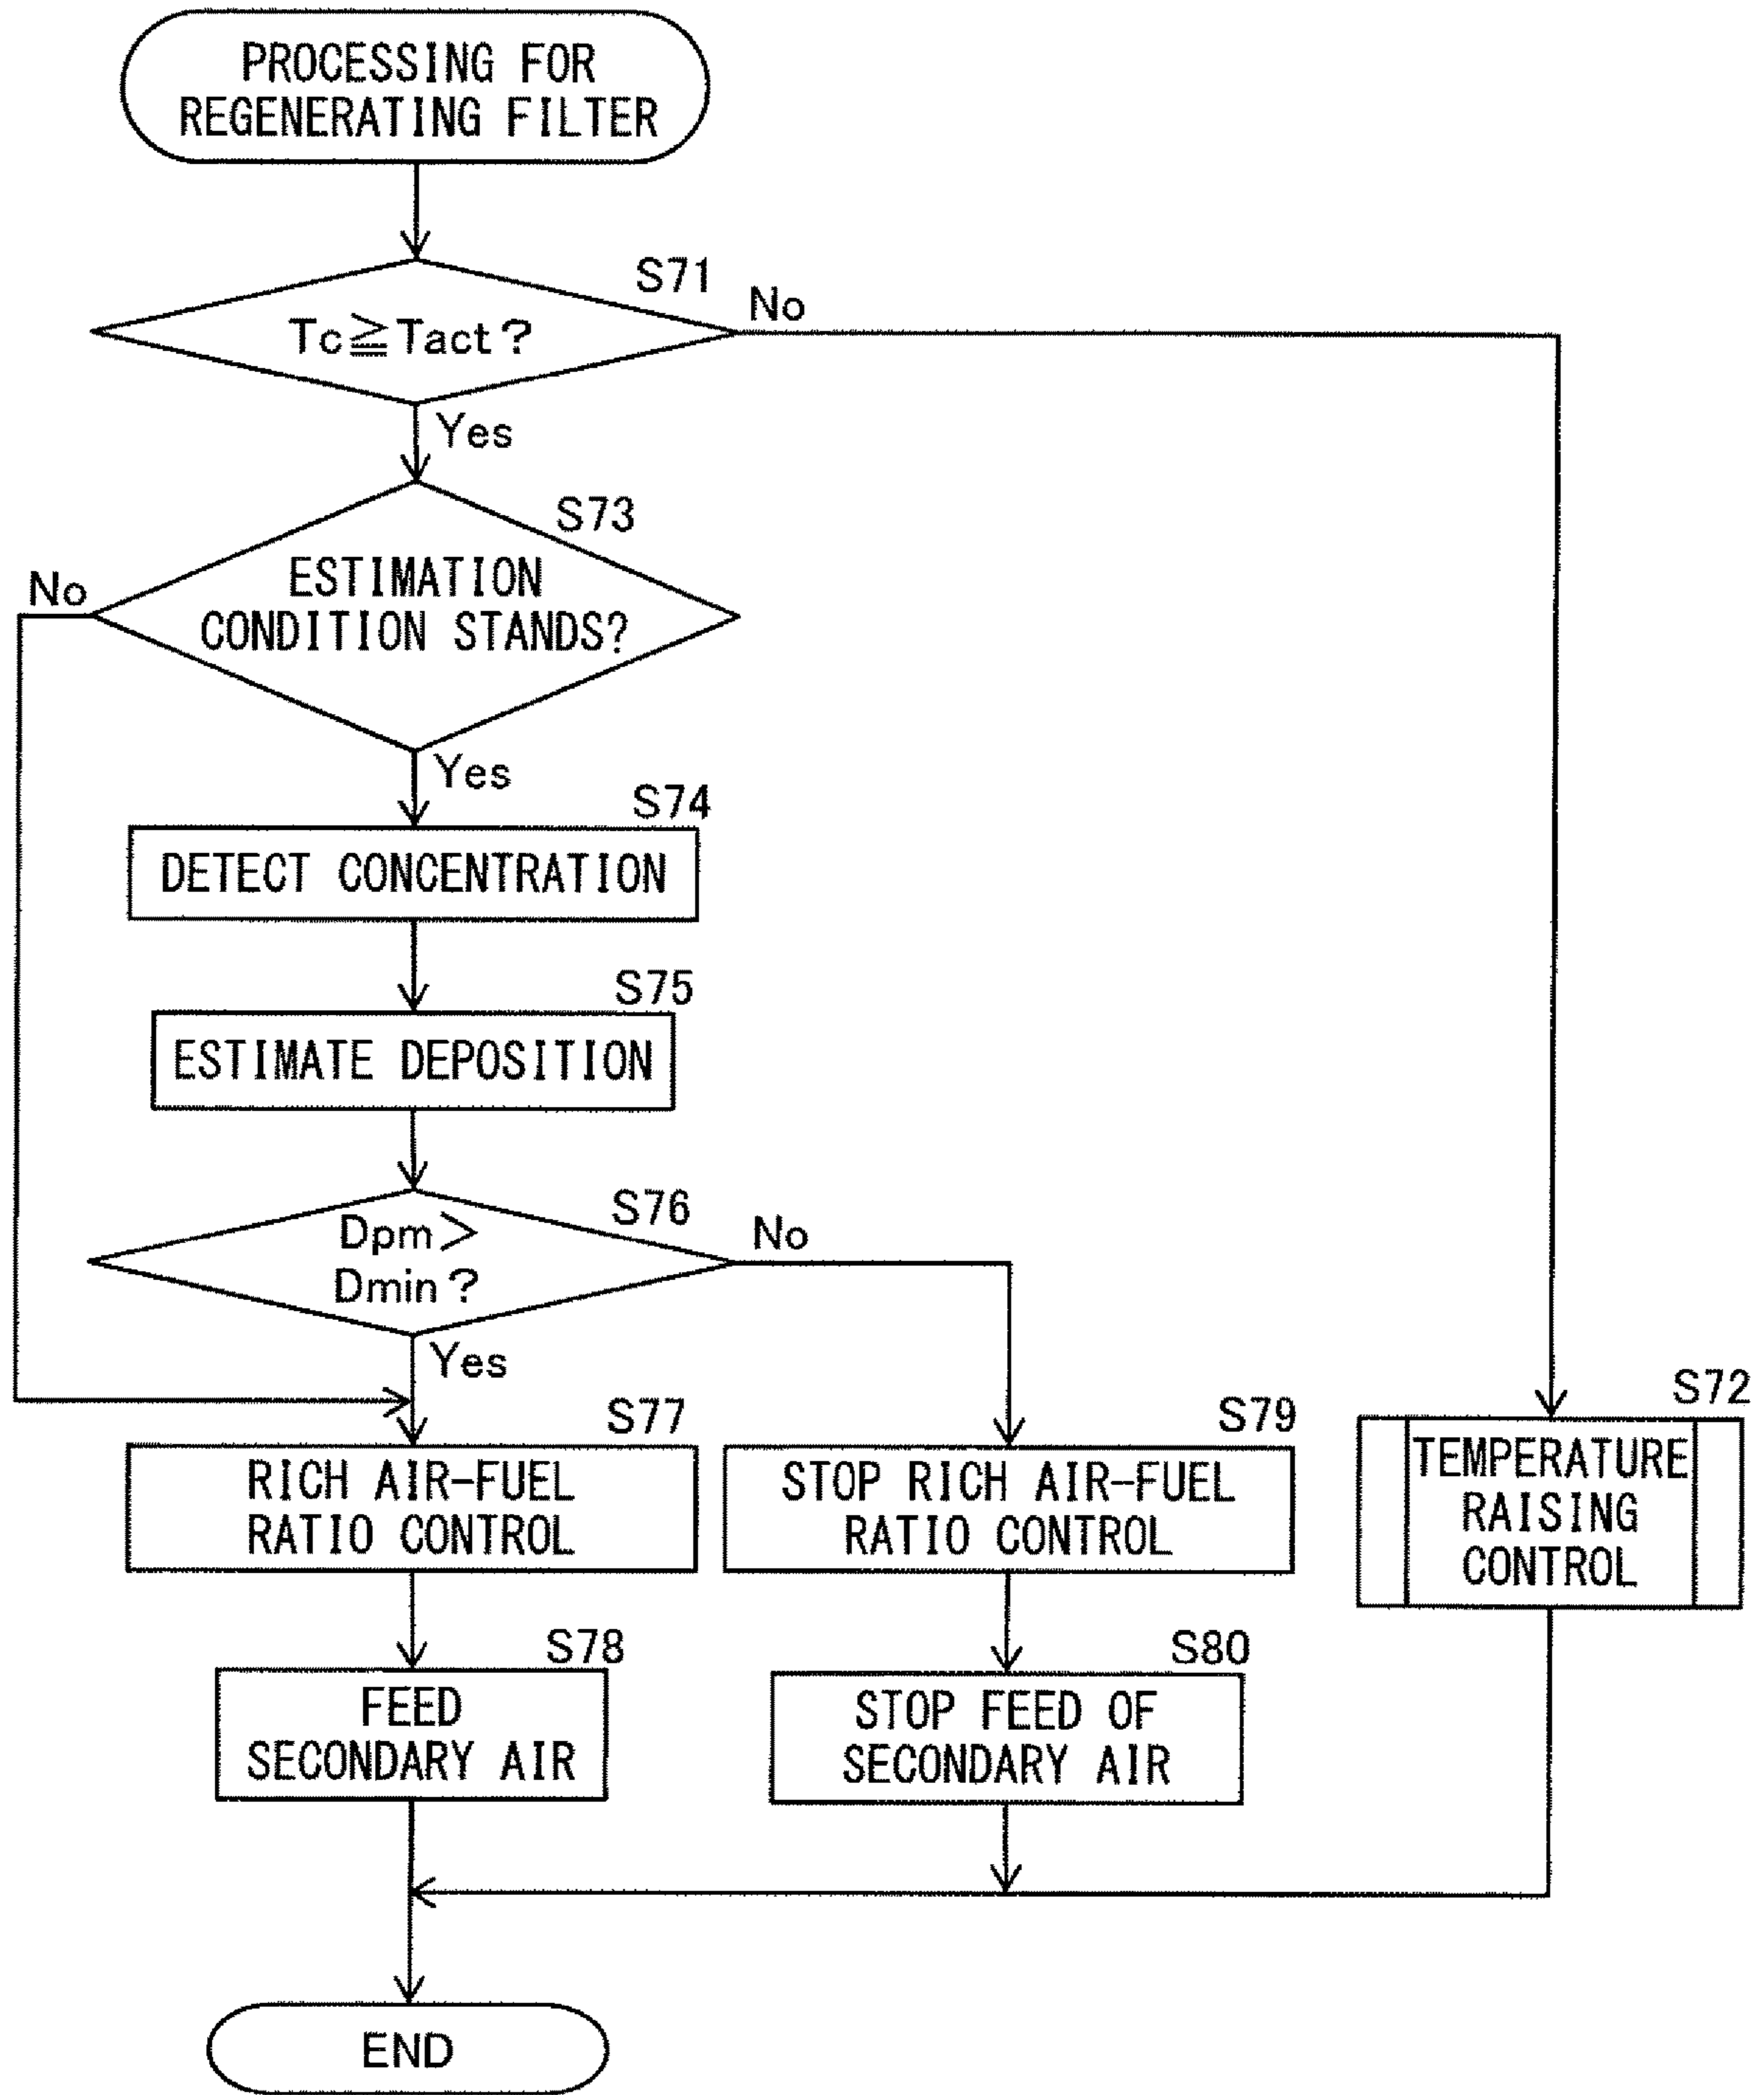 PROCESSING FOR
REGENERATING FILTER
S71
Tc≧Tact?
No
Yes
S73
ESTIMATION
CONDITION STANDS?
No
Yes
S74
DETECT CONCENTRATION
S75
ESTIMATE DEPOSITION
S76
Dpm>
Dmin?
No
Yes
S77
RICH AIR-FUEL
RATIO CONTROL
S79
STOP RICH AIR-FUEL
RATIO CONTROL
S72
TEMPERATURE
RAISING
CONTROL
S78
FEED
SECONDARY AIR
S80
STOP FEED OF
SECONDARY AIR
END